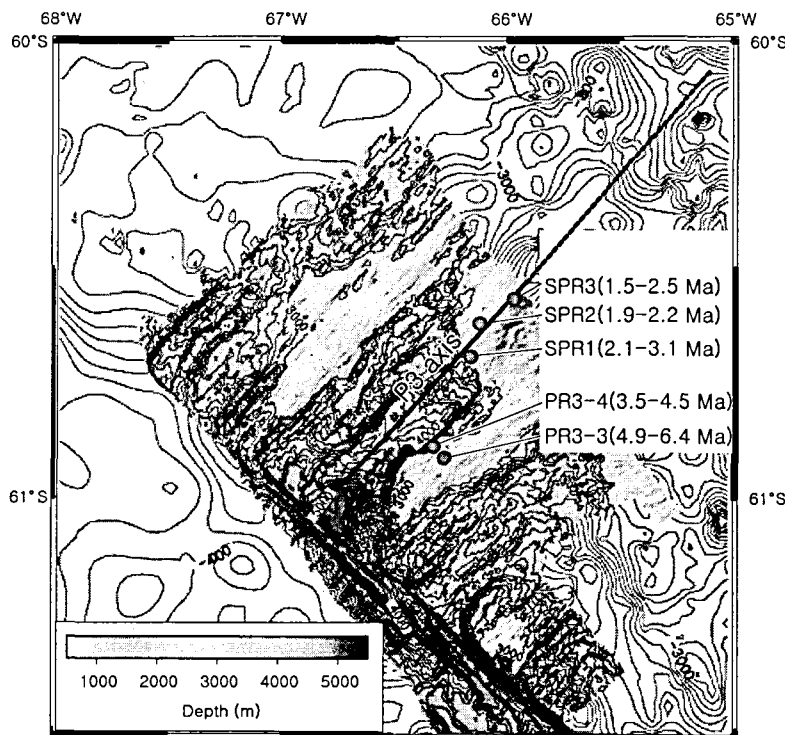 68°W 67°W 66°W 65°W
60°S 60°S
-3000
SPR3(1.5-2.5 Ma)
SPR2(1.9-2.2 Ma)
SPR1(2.1-3.1 Ma)
P3 axis
PR3-4(3.5-4.5 Ma)
PR3-3(4.9-6.4 Ma)
61°S 61°S
-4000
-3000
1000 2000 3000 4000 5000
Depth (m)